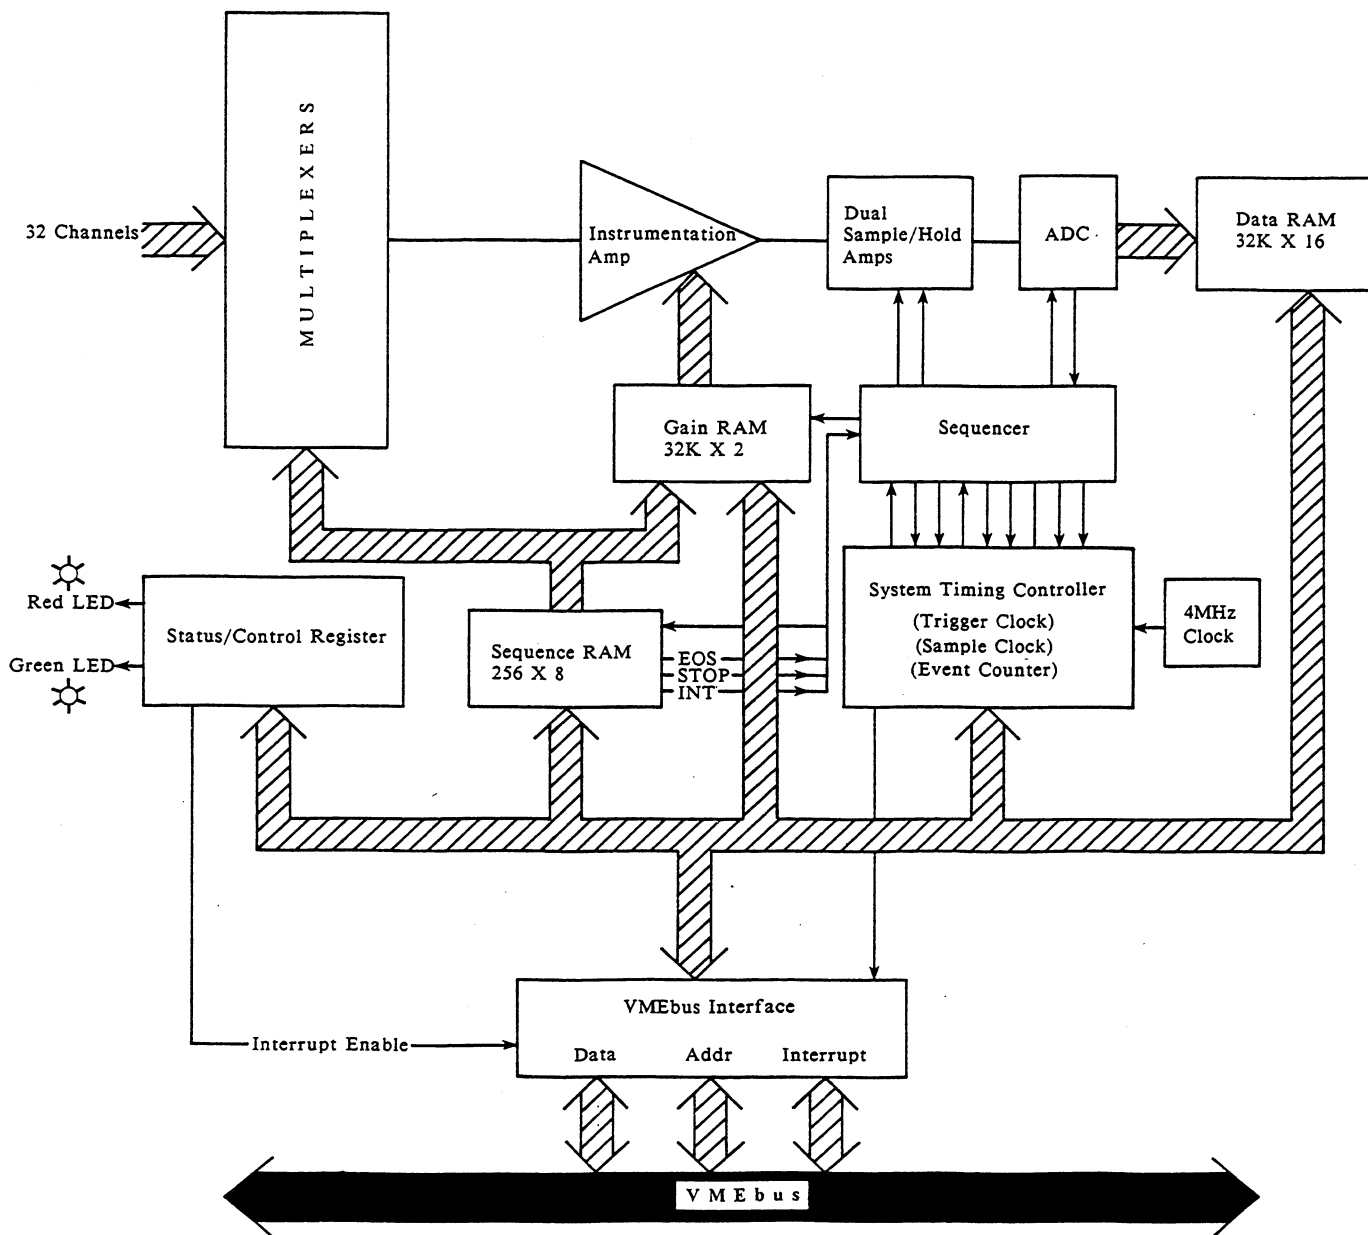 MULTIPLEXERS
32 Channels
Instrumentation
Amp
Dual
Sample/Hold
Amps
ADC
Data RAM
32K X 16
Gain RAM
32K X 2
Sequencer
Red LED
Green LED
Status/Control Register
Sequence RAM
256 X 8
EOS
STOP
INT
System Timing Controller
(Trigger Clock)
(Sample Clock)
(Event Counter)
4MHz
Clock
VMEbus Interface
Interrupt Enable
Data Addr Interrupt
VMEbus